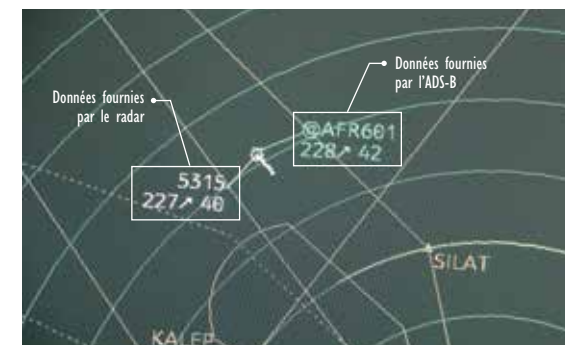 Données fournies
par l'ADS-B
Données fournies
par le radar
@AFR601
228↗ 42
5315
227↗ 40
SILAT
KALEP